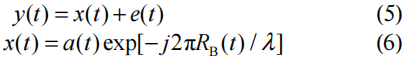 y(t) = x(t) + e(t) (5)
x(t) = a(t) exp[−j2πR_B(t) / λ] (6)